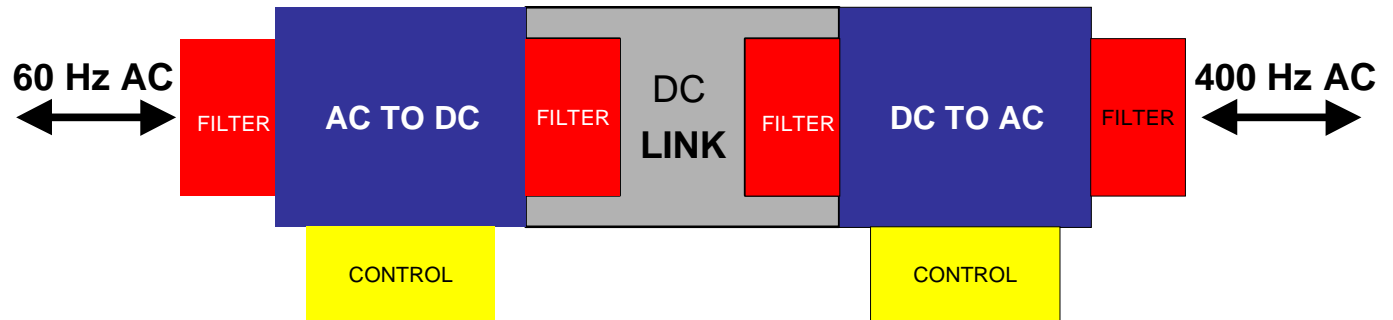 60 Hz AC
FILTER
AC TO DC
FILTER
DC
LINK
FILTER
DC TO AC
FILTER
400 Hz AC
CONTROL
CONTROL